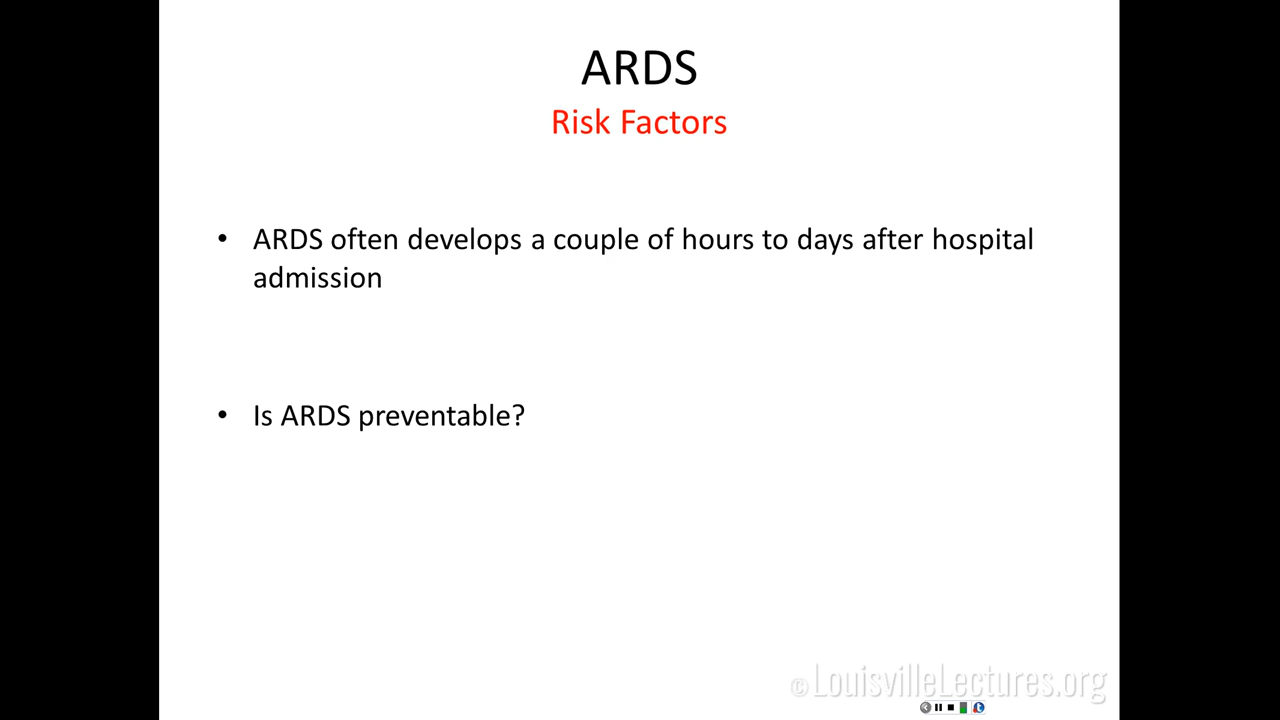 ARDS
Risk Factors
• ARDS often develops a couple of hours to days after hospital
admission
• Is ARDS preventable?
©LouisvilleLectures.org